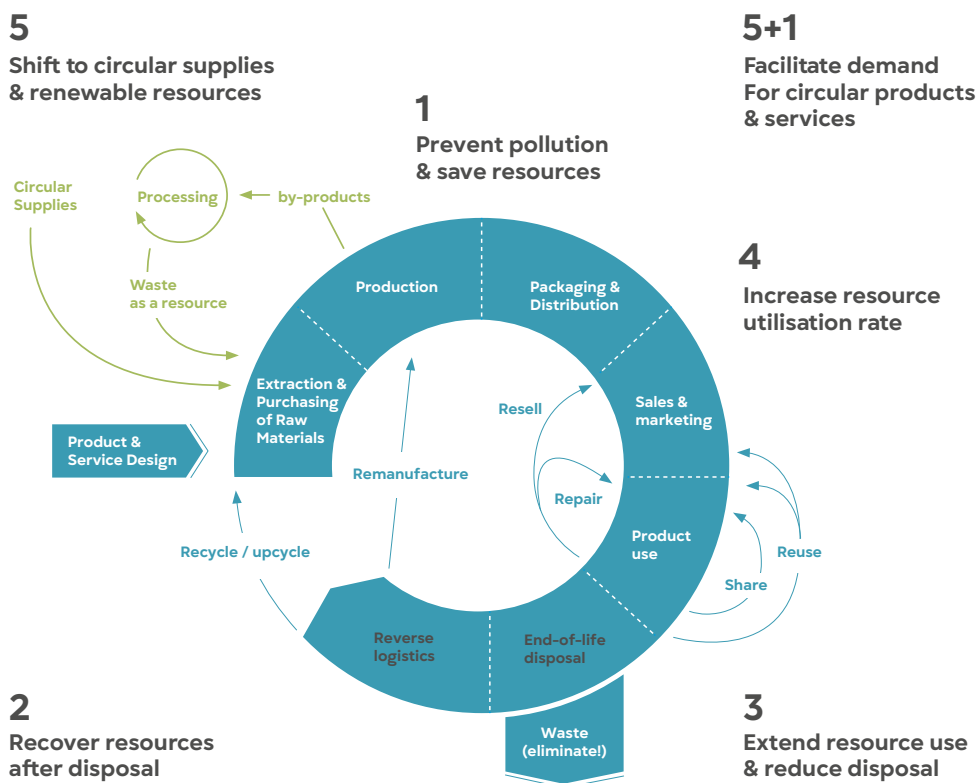 5
Shift to circular supplies
& renewable resources
5+1
Facilitate demand
For circular products
& services
1
Prevent pollution
& save resources
Circular
Supplies
Processing
by-products
Waste
as a resource
Production
Packaging &
Distribution
4
Increase resource
utilisation rate
Extraction &
Purchasing
of Raw
Materials
Product &
Service Design
Resell
Sales &
marketing
Remanufacture
Repair
Product
use
Recycle / upcycle
Reuse
Share
Reverse
logistics
End-of-life
disposal
2
Recover resources
after disposal
Waste
(eliminate!)
3
Extend resource use
& reduce disposal